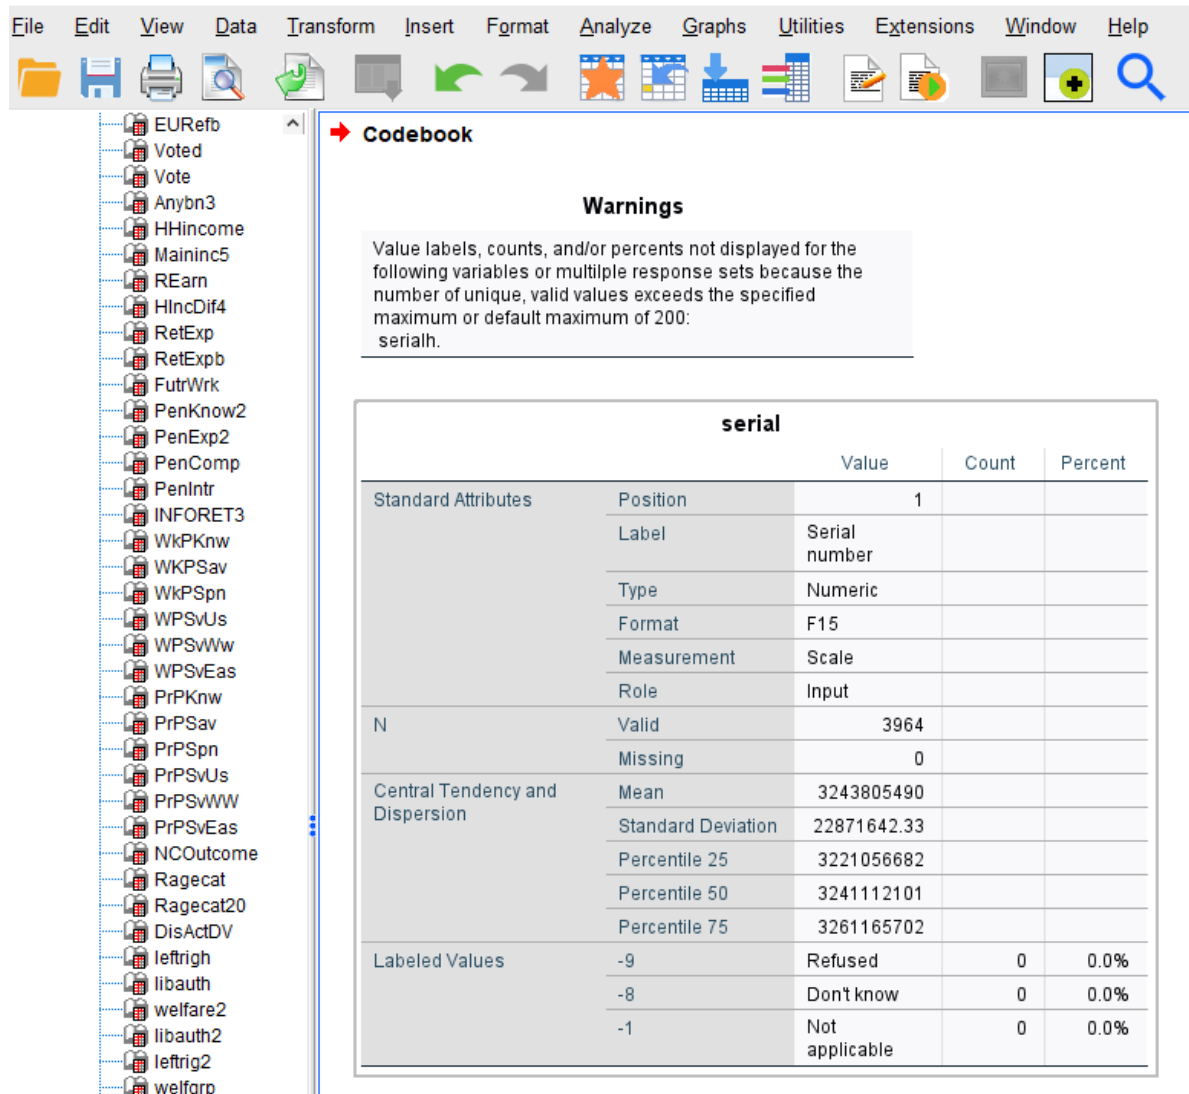 File Edit View Data Transform Insert Format Analyze Graphs Utilities Extensions Window Help
EURefb
Voted
Vote
Anybn3
HHincome
Maininc5
REarn
HIncDif4
RetExp
RetExpb
FutrWrk
PenKnow2
PenExp2
PenComp
PenIntr
INFORET3
WkPKnw
WKPSav
WkPSpn
WPSvUs
WPSvWw
WPSvEas
PrPKnw
PrPSav
PrPSpn
PrPSvUs
PrPSvWW
PrPSvEas
NCOutcome
Ragecat
Ragecat20
DisActDV
leftrigh
libauth
welfare2
libauth2
leftrig2
welfgrp
Codebook
Warnings
Value labels, counts, and/or percents not displayed for the
following variables or multilple response sets because the
number of unique, valid values exceeds the specified
maximum or default maximum of 200:
serialh.
serial
Value Count Percent
Standard Attributes Position 1
Label Serial
number
Type Numeric
Format F15
Measurement Scale
Role Input
N Valid 3964
Missing 0
Central Tendency and Mean 3243805490
Dispersion
Standard Deviation 22871642.33
Percentile 25 3221056682
Percentile 50 3241112101
Percentile 75 3261165702
Labeled Values -9 Refused 0 0.0%
-8 Don't know 0 0.0%
-1 Not 0 0.0%
applicable